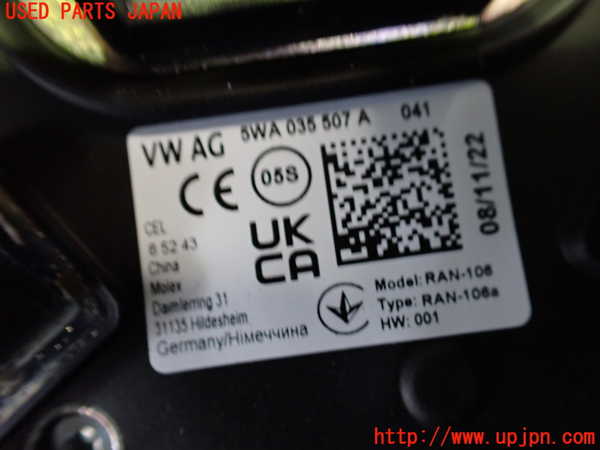 USED PARTS JAPAN
VW AG 5WA 035 507 A 041
CE 05S
UK
CA
08/11/22
CEL
6 52 43
China
Molex
Daimlerring 31
31135 Hildesheim
Germany/Німеччина
Model: RAN-106
Type: RAN-106a
HW: 001
http://www.upjpn.com/